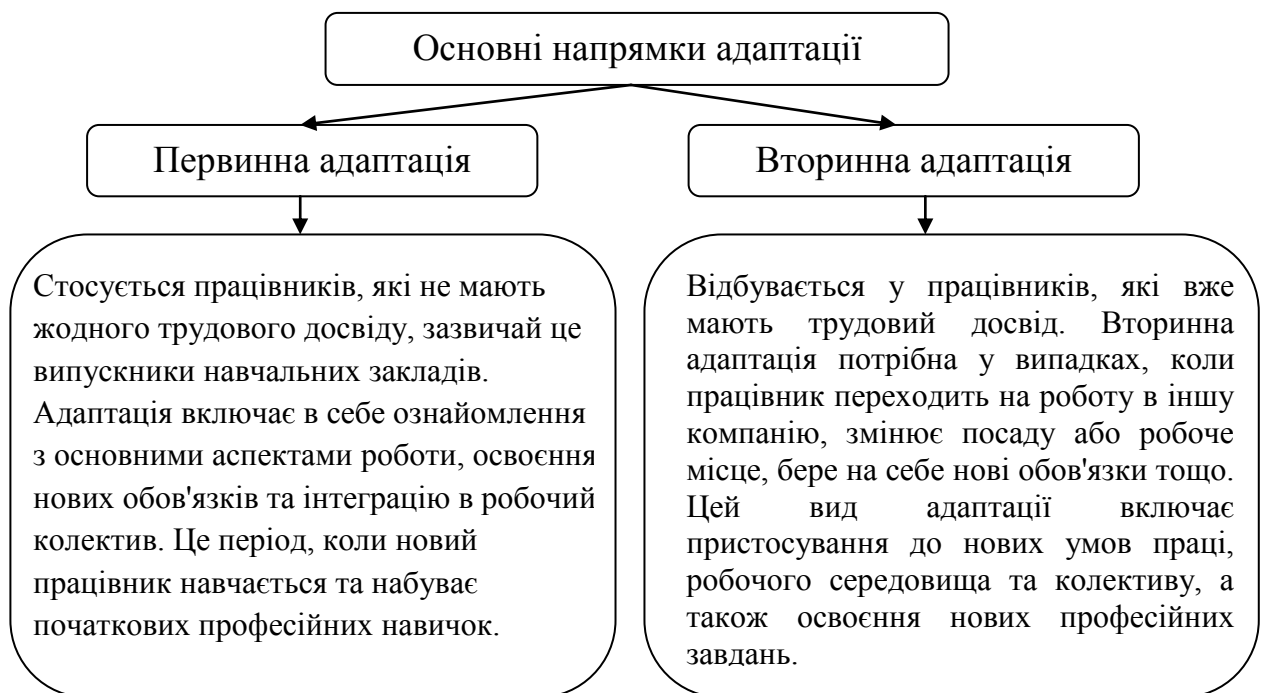 Основні напрямки адаптації
Первинна адаптація
Вторинна адаптація
Стосується працівників, які не мають
жодного трудового досвіду, зазвичай це
випускники навчальних закладів.
Адаптація включає в себе ознайомлення
з основними аспектами роботи, освоєння
нових обов'язків та інтеграцію в робочий
колектив. Це період, коли новий
працівник навчається та набуває
початкових професійних навичок.
Відбувається у працівників, які вже
мають трудовий досвід. Вторинна
адаптація потрібна у випадках, коли
працівник переходить на роботу в іншу
компанію, змінює посаду або робоче
місце, бере на себе нові обов'язки тощо.
Цей вид адаптації включає
пристосування до нових умов праці,
робочого середовища та колективу, а
також освоєння нових професійних
завдань.